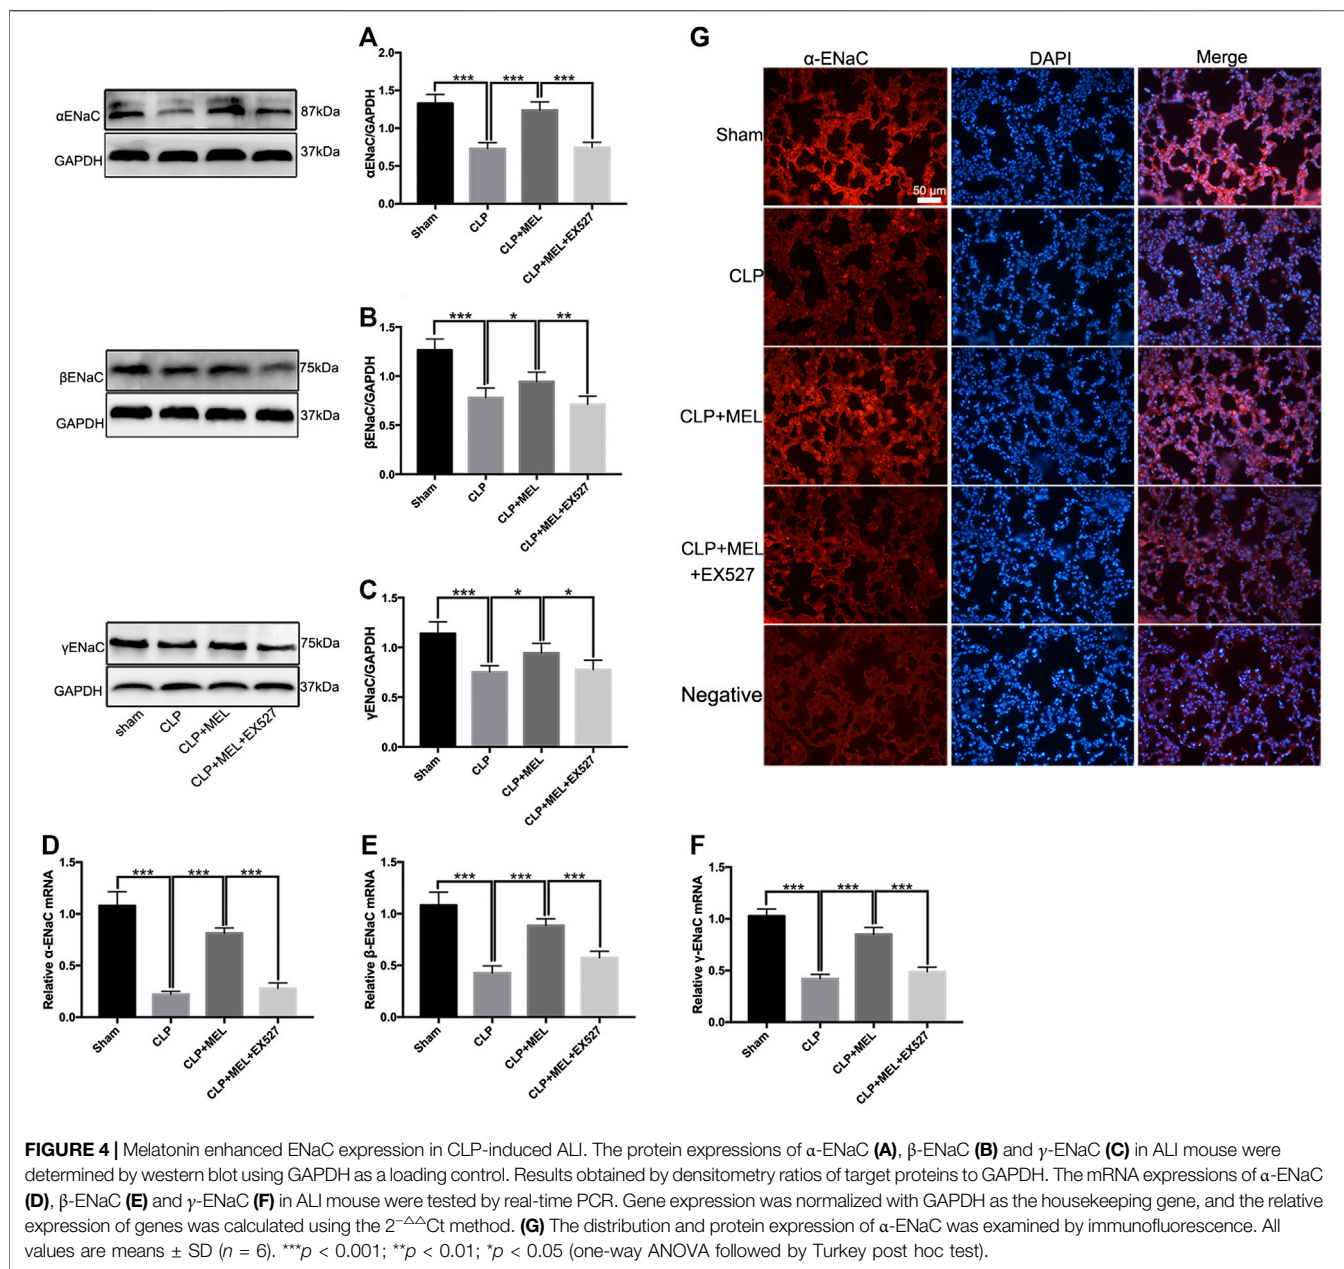 A
αENaC
87kDa
GAPDH
37kDa
αENaC/GAPDH
2.0
1.5
1.0
0.5
0.0
*** *** ***
Sham
CLP
CLP+MEL
CLP+MEL+EX527
B
βENaC
75kDa
GAPDH
37kDa
βENaC/GAPDH
1.5
1.0
0.5
0.0
*** * **
Sham
CLP
CLP+MEL
CLP+MEL+EX527
C
γENaC
75kDa
GAPDH
37kDa
sham
CLP
CLP+MEL
CLP+MEL+EX527
γENaC/GAPDH
1.5
1.0
0.5
0.0
*** * *
Sham
CLP
CLP+MEL
CLP+MEL+EX527
G
α-ENaC DAPI Merge
Sham
50 μm
CLP
CLP+MEL
CLP+MEL
+EX527
Negative
D
Relative α-ENaC mRNA
1.5
1.0
0.5
0.0
*** *** ***
Sham
CLP
CLP+MEL
CLP+MEL+EX527
E
Relative β-ENaC mRNA
1.5
1.0
0.5
0.0
*** *** ***
Sham
CLP
CLP+MEL
CLP+MEL+EX527
F
Relative γ-ENaC mRNA
1.5
1.0
0.5
0.0
*** *** ***
Sham
CLP
CLP+MEL
CLP+MEL+EX527
FIGURE 4 | Melatonin enhanced ENaC expression in CLP-induced ALI. The protein expressions of α-ENaC (A), β-ENaC (B) and γ-ENaC (C) in ALI mouse were
determined by western blot using GAPDH as a loading control. Results obtained by densitometry ratios of target proteins to GAPDH. The mRNA expressions of α-ENaC
(D), β-ENaC (E) and γ-ENaC (F) in ALI mouse were tested by real-time PCR. Gene expression was normalized with GAPDH as the housekeeping gene, and the relative
expression of genes was calculated using the 2⁻△△Ct method. (G) The distribution and protein expression of α-ENaC was examined by immunofluorescence. All
values are means ± SD (n = 6). ***p < 0.001; **p < 0.01; *p < 0.05 (one-way ANOVA followed by Turkey post hoc test).